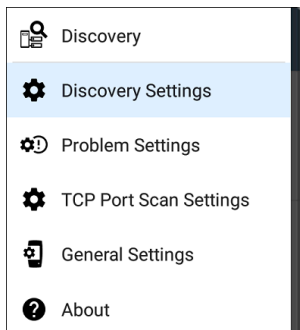 Discovery
Discovery Settings
Problem Settings
TCP Port Scan Settings
General Settings
About